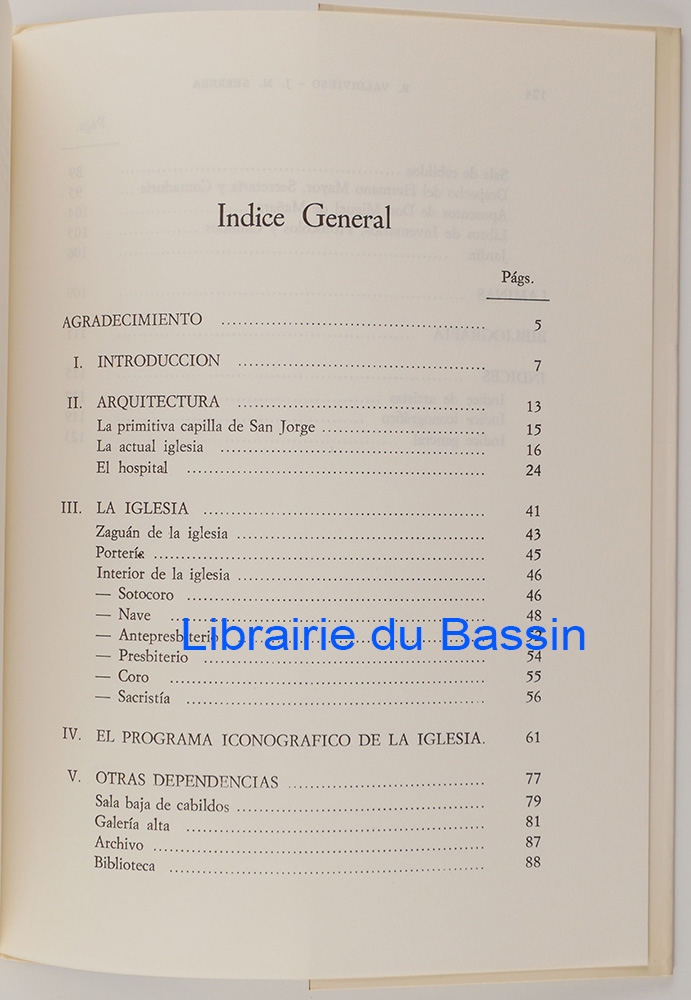 Indice General
Págs.
AGRADECIMIENTO ........ 5
I. INTRODUCCION ........ 7
II. ARQUITECTURA ........ 13
La primitiva capilla de San Jorge ........ 15
La actual iglesia ........ 16
El hospital ........ 24
III. LA IGLESIA ........ 41
Zaguán de la iglesia ........ 43
Portería ........ 45
Interior de la iglesia ........ 46
— Sotocoro ........ 46
— Nave ........ 48
— Antepresbiterio ........ 52
Librairie du Bassin
— Presbiterio ........ 54
— Coro ........ 55
— Sacristía ........ 56
IV. EL PROGRAMA ICONOGRAFICO DE LA IGLESIA. 61
V. OTRAS DEPENDENCIAS ........ 77
Sala baja de cabildos ........ 79
Galería alta ........ 81
Archivo ........ 87
Biblioteca ........ 88